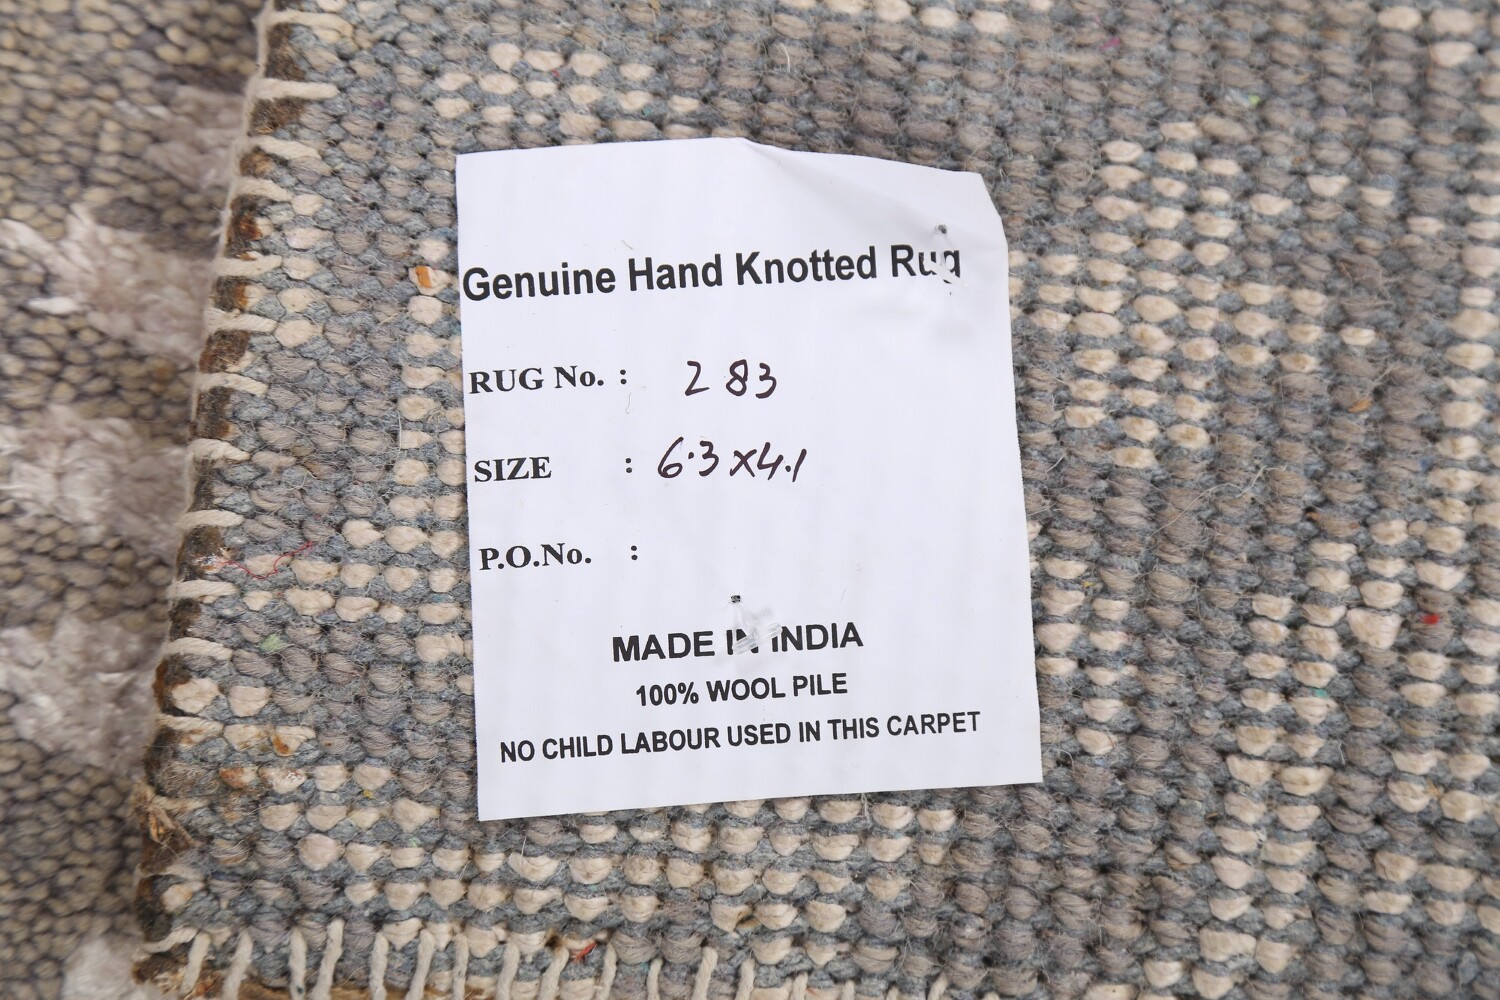 Genuine Hand Knotted Rug
RUG No. : 283
SIZE : 6.3x4.1
P.O.No. :
MADE IN INDIA
100% WOOL PILE
NO CHILD LABOUR USED IN THIS CARPET